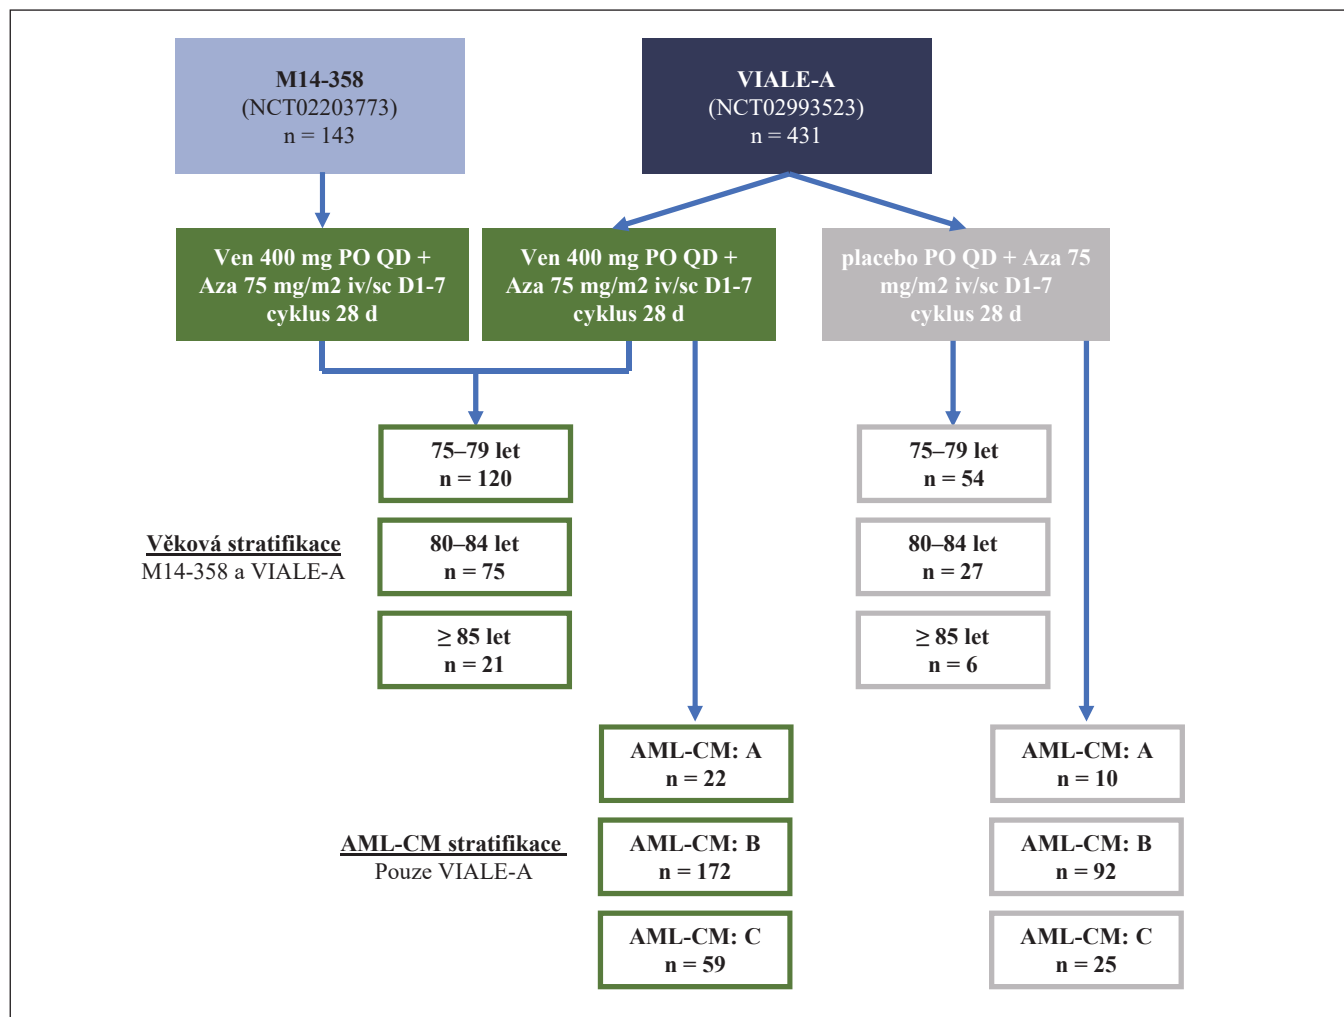 M14-358
(NCT02203773)
n = 143
VIALE-A
(NCT02993523)
n = 431
Ven 400 mg PO QD +
Aza 75 mg/m2 iv/sc D1-7
cyklus 28 d
Ven 400 mg PO QD +
Aza 75 mg/m2 iv/sc D1-7
cyklus 28 d
placebo PO QD + Aza 75
mg/m2 iv/sc D1-7
cyklus 28 d
Věková stratifikace
M14-358 a VIALE-A
75–79 let
n = 120
80–84 let
n = 75
≥ 85 let
n = 21
75–79 let
n = 54
80–84 let
n = 27
≥ 85 let
n = 6
AML-CM stratifikace
Pouze VIALE-A
AML-CM: A
n = 22
AML-CM: B
n = 172
AML-CM: C
n = 59
AML-CM: A
n = 10
AML-CM: B
n = 92
AML-CM: C
n = 25